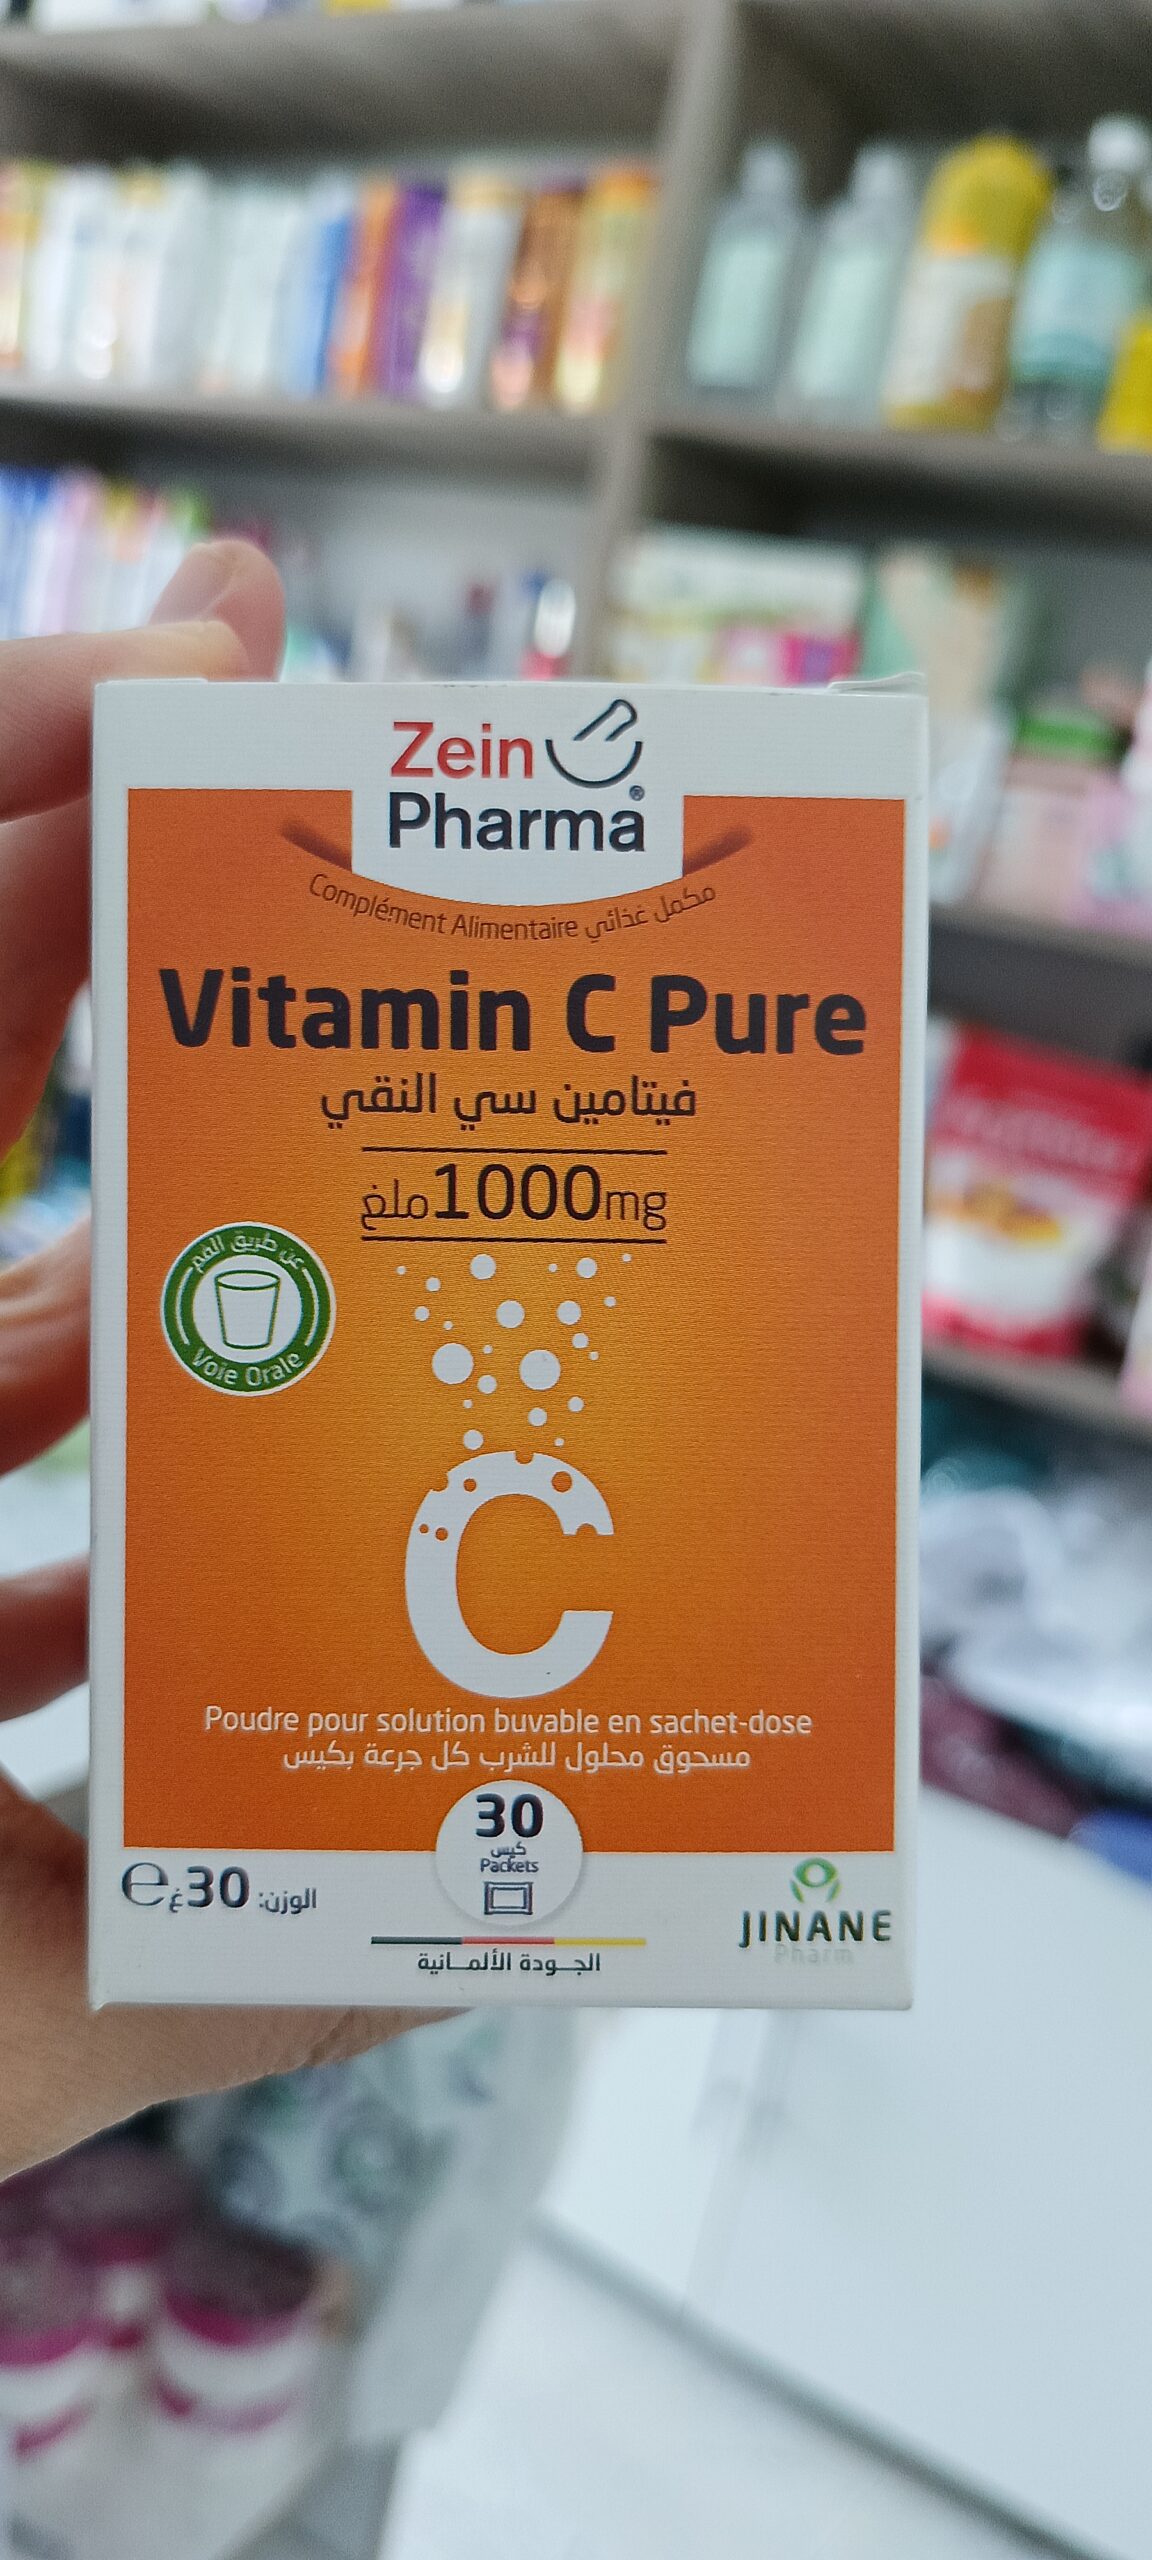 Zein
Pharma®
Complément Alimentaire مكمل غذائي
Vitamin C Pure
فيتامين سي النقي
1000mg ملغ
عن طريق الفم
Voie Orale
C
Poudre pour solution buvable en sachet-dose
مسحوق محلول للشرب كل جرعة بكيس
30
كيس
Packets
الوزن: 30غ e
الجودة الألمانية
JINANE
Pharm